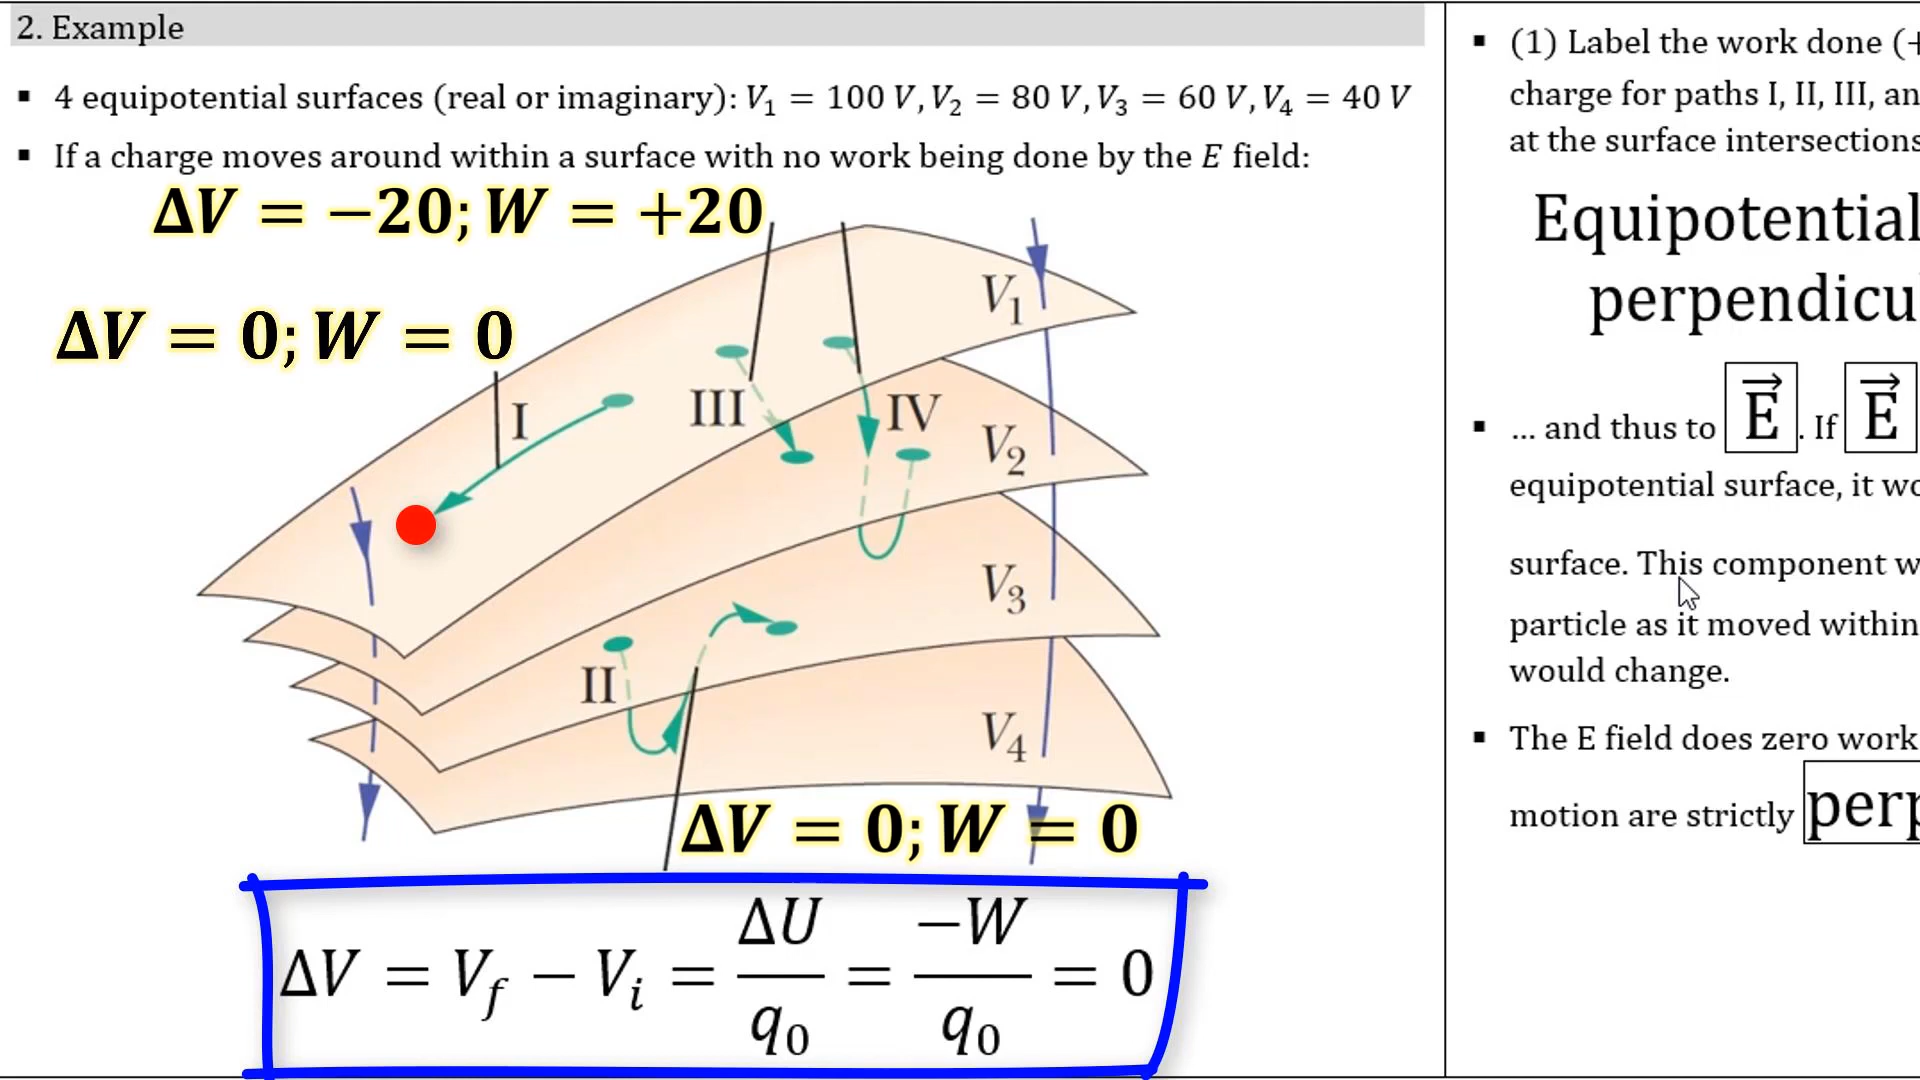 2. Example
▪ 4 equipotential surfaces (real or imaginary): V₁ = 100 V, V₂ = 80 V, V₃ = 60 V, V₄ = 40 V
▪ If a charge moves around within a surface with no work being done by the E field:
ΔV = −20; W = +20
ΔV = 0; W = 0
V₁
I
III
IV
V₂
V₃
II
V₄
ΔV = 0; W = 0
ΔV = V_f − V_i = ΔU/q₀ = −W/q₀ = 0
▪ (1) Label the work done (+
charge for paths I, II, III, an
at the surface intersections
Equipotential
perpendicu
▪ ... and thus to E⃗. If E⃗
equipotential surface, it wo
surface. This component w
particle as it moved within
would change.
▪ The E field does zero work
motion are strictly perp